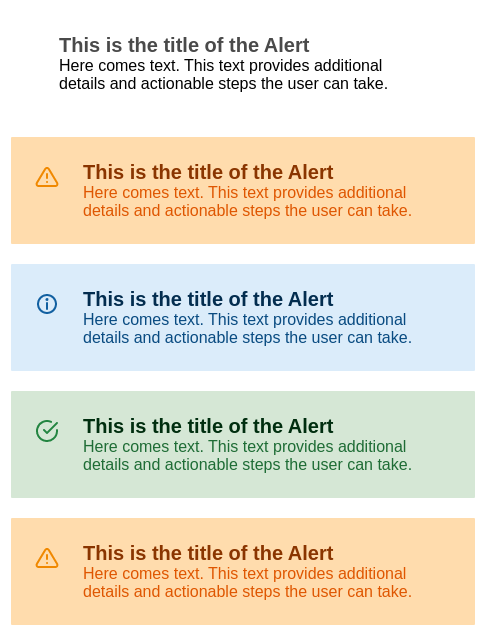 This is the title of the Alert
Here comes text. This text provides additional
details and actionable steps the user can take.
This is the title of the Alert
Here comes text. This text provides additional
details and actionable steps the user can take.
This is the title of the Alert
Here comes text. This text provides additional
details and actionable steps the user can take.
This is the title of the Alert
Here comes text. This text provides additional
details and actionable steps the user can take.
This is the title of the Alert
Here comes text. This text provides additional
details and actionable steps the user can take.